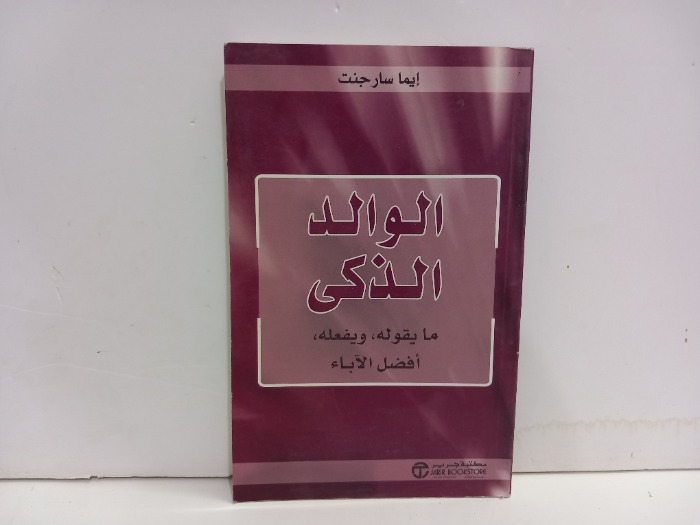 إيما سارجنت
الوالد
الذكى
ما يقوله، ويفعله،
أفضل الآباء
مكتبة جرير
JARIR BOOKSTORE